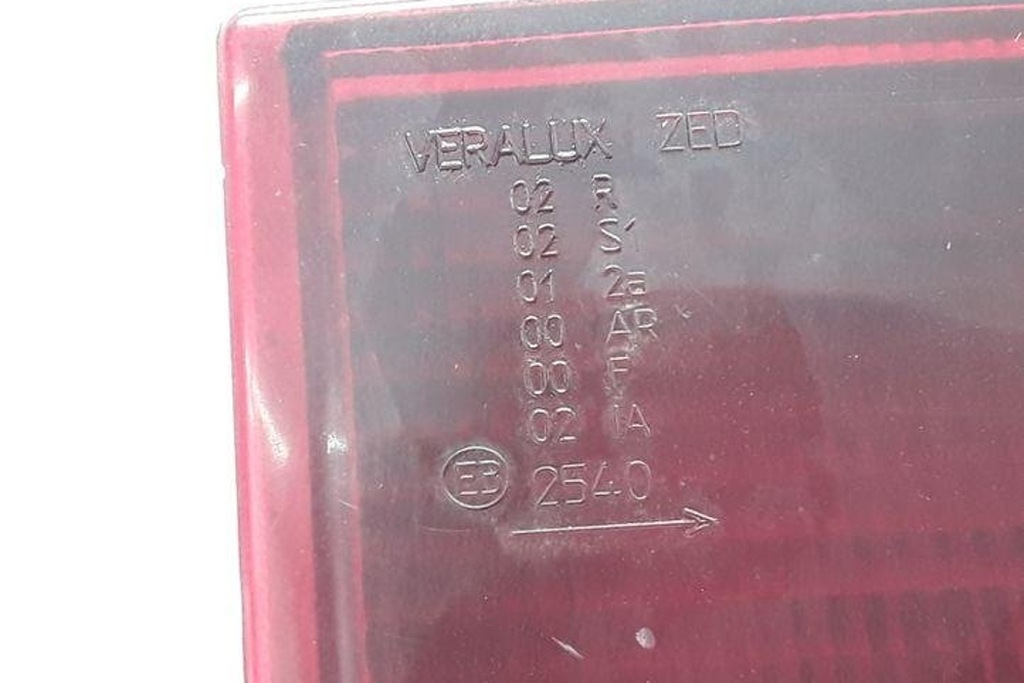 VERALUX ZED
02 R
02 S1
01 2a
00 AR
00 F
02 IA
E3 2540